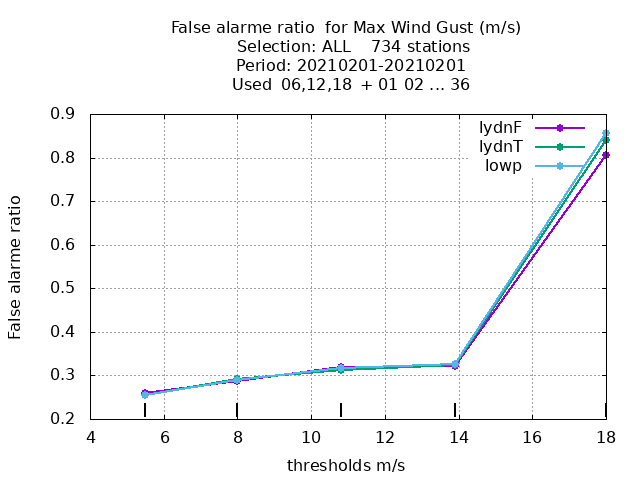 False alarme ratio  for Max Wind Gust (m/s)
Selection: ALL    734 stations
Period: 20210201-20210201
Used  06,12,18  + 01 02 ... 36
lydnF
lydnT
lowp
False alarme ratio
0.9
0.8
0.7
0.6
0.5
0.4
0.3
0.2
4 6 8 10 12 14 16 18
thresholds m/s